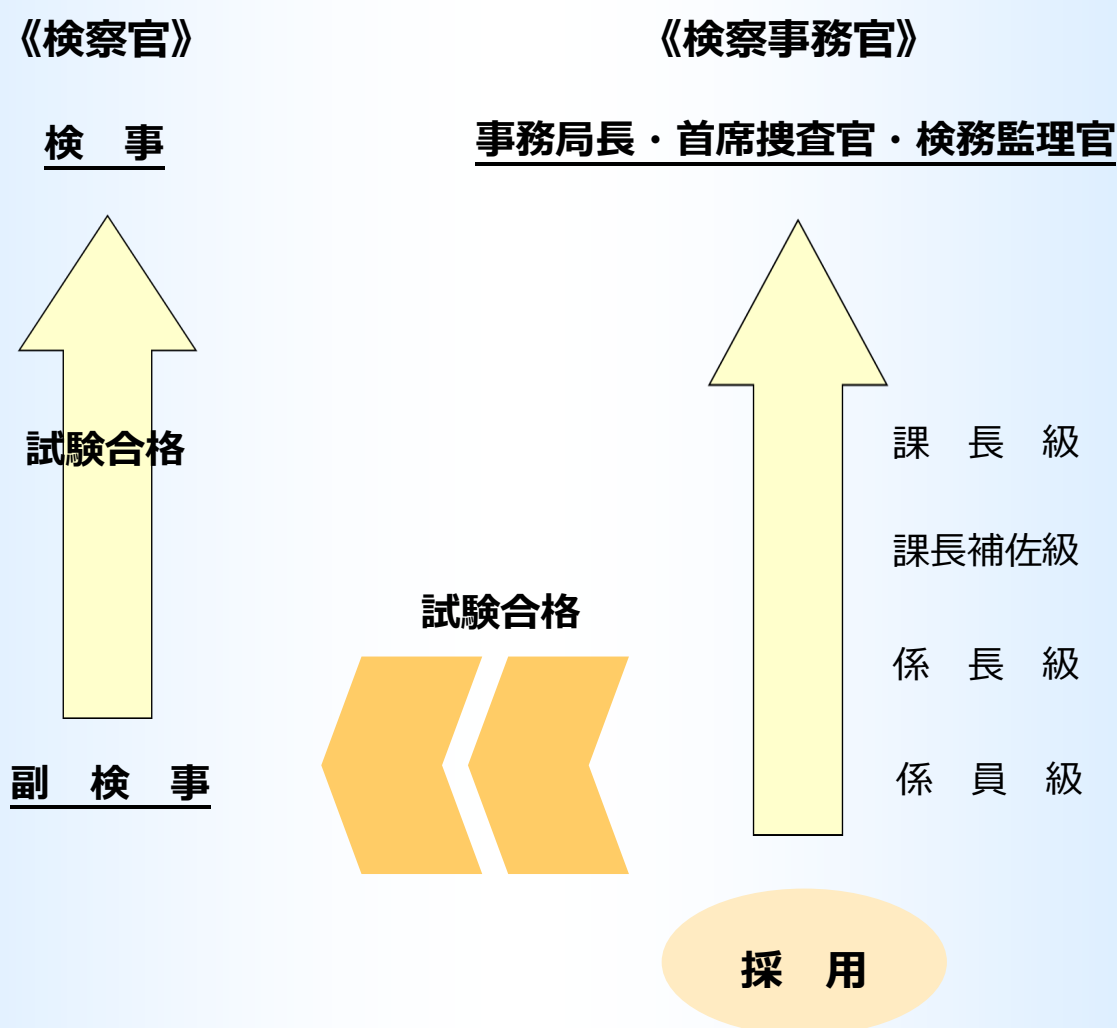 《検察官》
《検察事務官》
検　事
事務局長・首席捜査官・検務監理官
試験合格
課　長　級
課長補佐級
試験合格
係　長　級
副　検　事
係　員　級
採　用